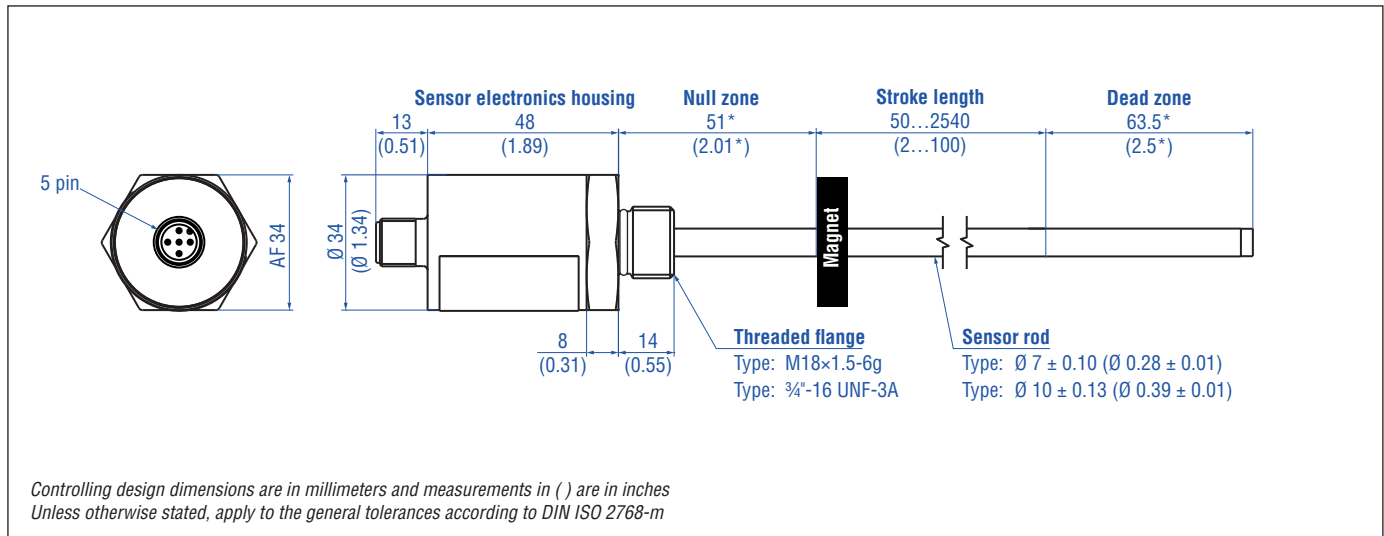 Sensor electronics housing
Null zone
Stroke length
Dead zone
13
(0.51)
48
(1.89)
51*
(2.01*)
50…2540
(2…100)
63.5*
(2.5*)
5 pin
AF 34
Ø 34
(Ø 1.34)
Magnet
8
(0.31)
14
(0.55)
Threaded flange
Type: M18×1.5-6g
Type: ¾"-16 UNF-3A
Sensor rod
Type: Ø 7 ± 0.10 (Ø 0.28 ± 0.01)
Type: Ø 10 ± 0.13 (Ø 0.39 ± 0.01)
Controlling design dimensions are in millimeters and measurements in ( ) are in inches
Unless otherwise stated, apply to the general tolerances according to DIN ISO 2768-m